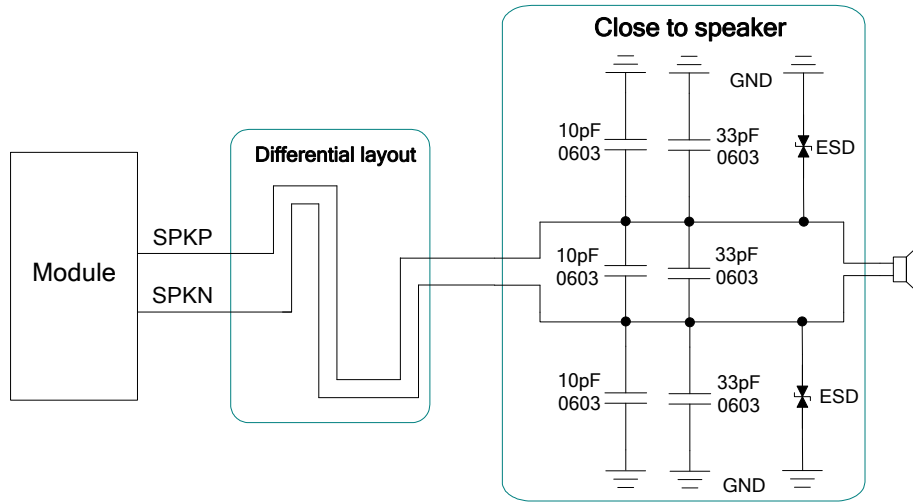 Close to speaker
GND
10pF
0603
33pF
0603
ESD
Differential layout
SPKP
Module
SPKN
10pF
0603
33pF
0603
10pF
0603
33pF
0603
ESD
GND